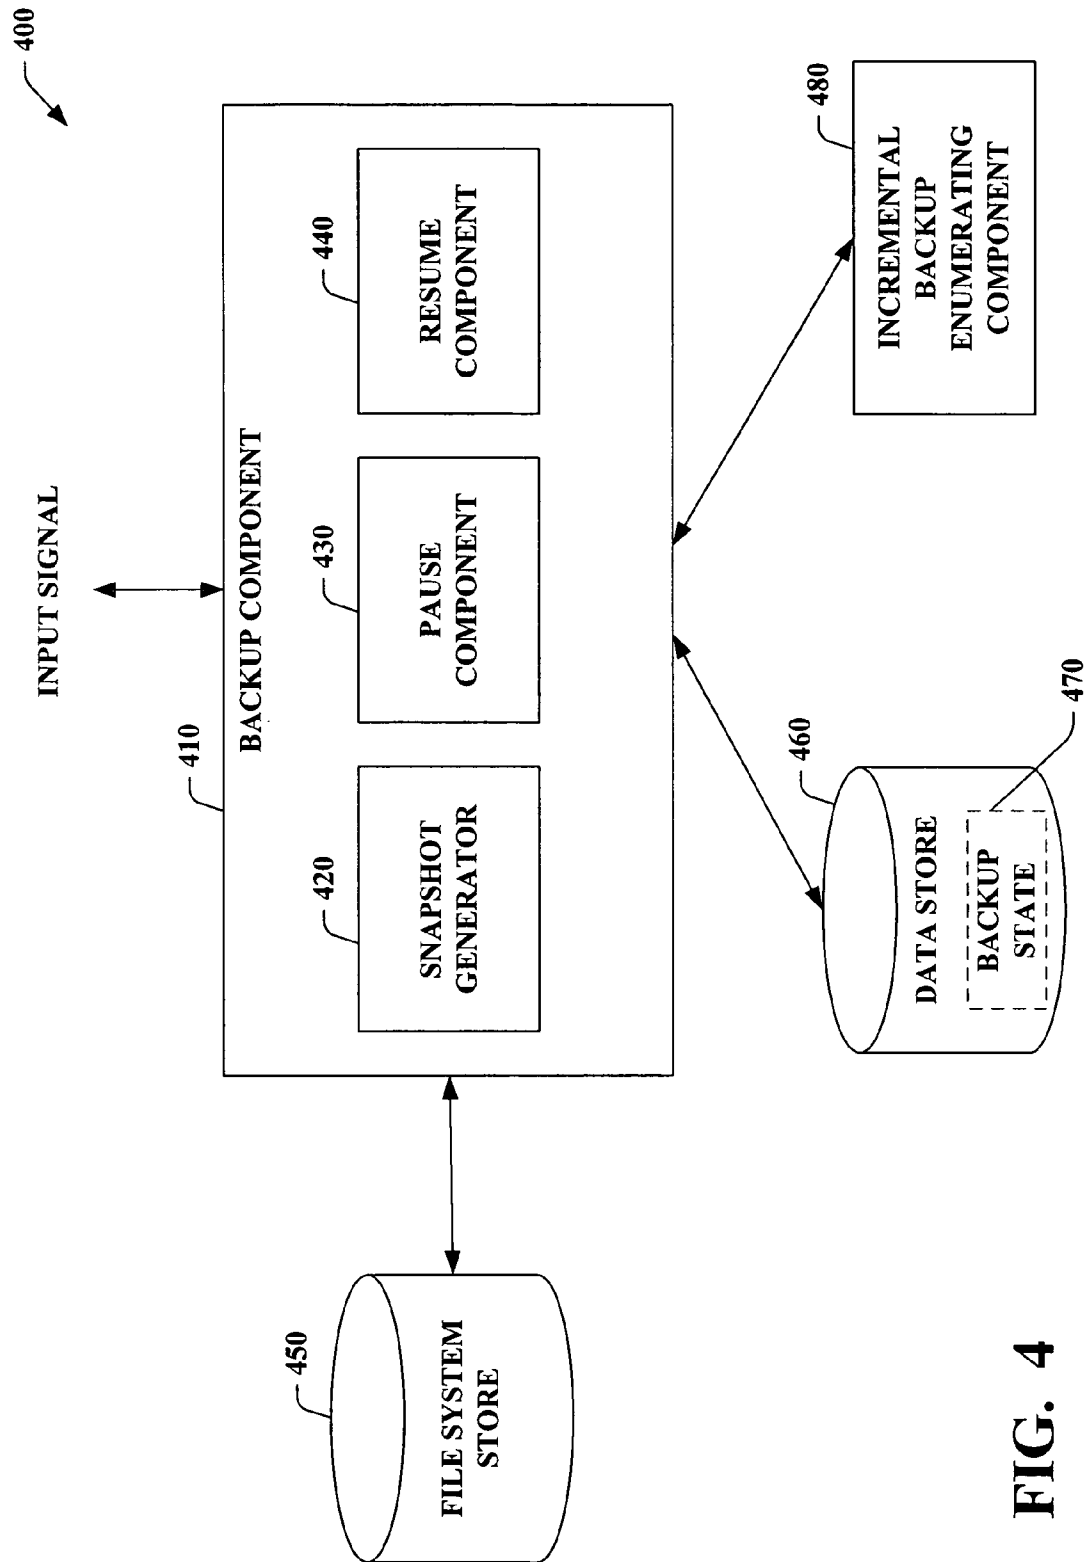 400
INPUT SIGNAL
410
BACKUP COMPONENT
420
SNAPSHOT
GENERATOR
430
PAUSE
COMPONENT
440
RESUME
COMPONENT
450
FILE SYSTEM
STORE
460
DATA STORE
470
BACKUP
STATE
480
INCREMENTAL
BACKUP
ENUMERATING
COMPONENT
FIG. 4